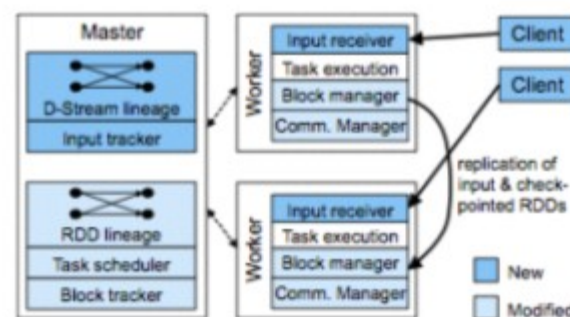 Master
D-Stream lineage
Input tracker
RDD lineage
Task scheduler
Block tracker
Worker
Input receiver
Task execution
Block manager
Comm. Manager
Worker
Input receiver
Task execution
Block manager
Comm. Manager
Client
Client
replication of
input & check-
pointed RDDs
New
Modified